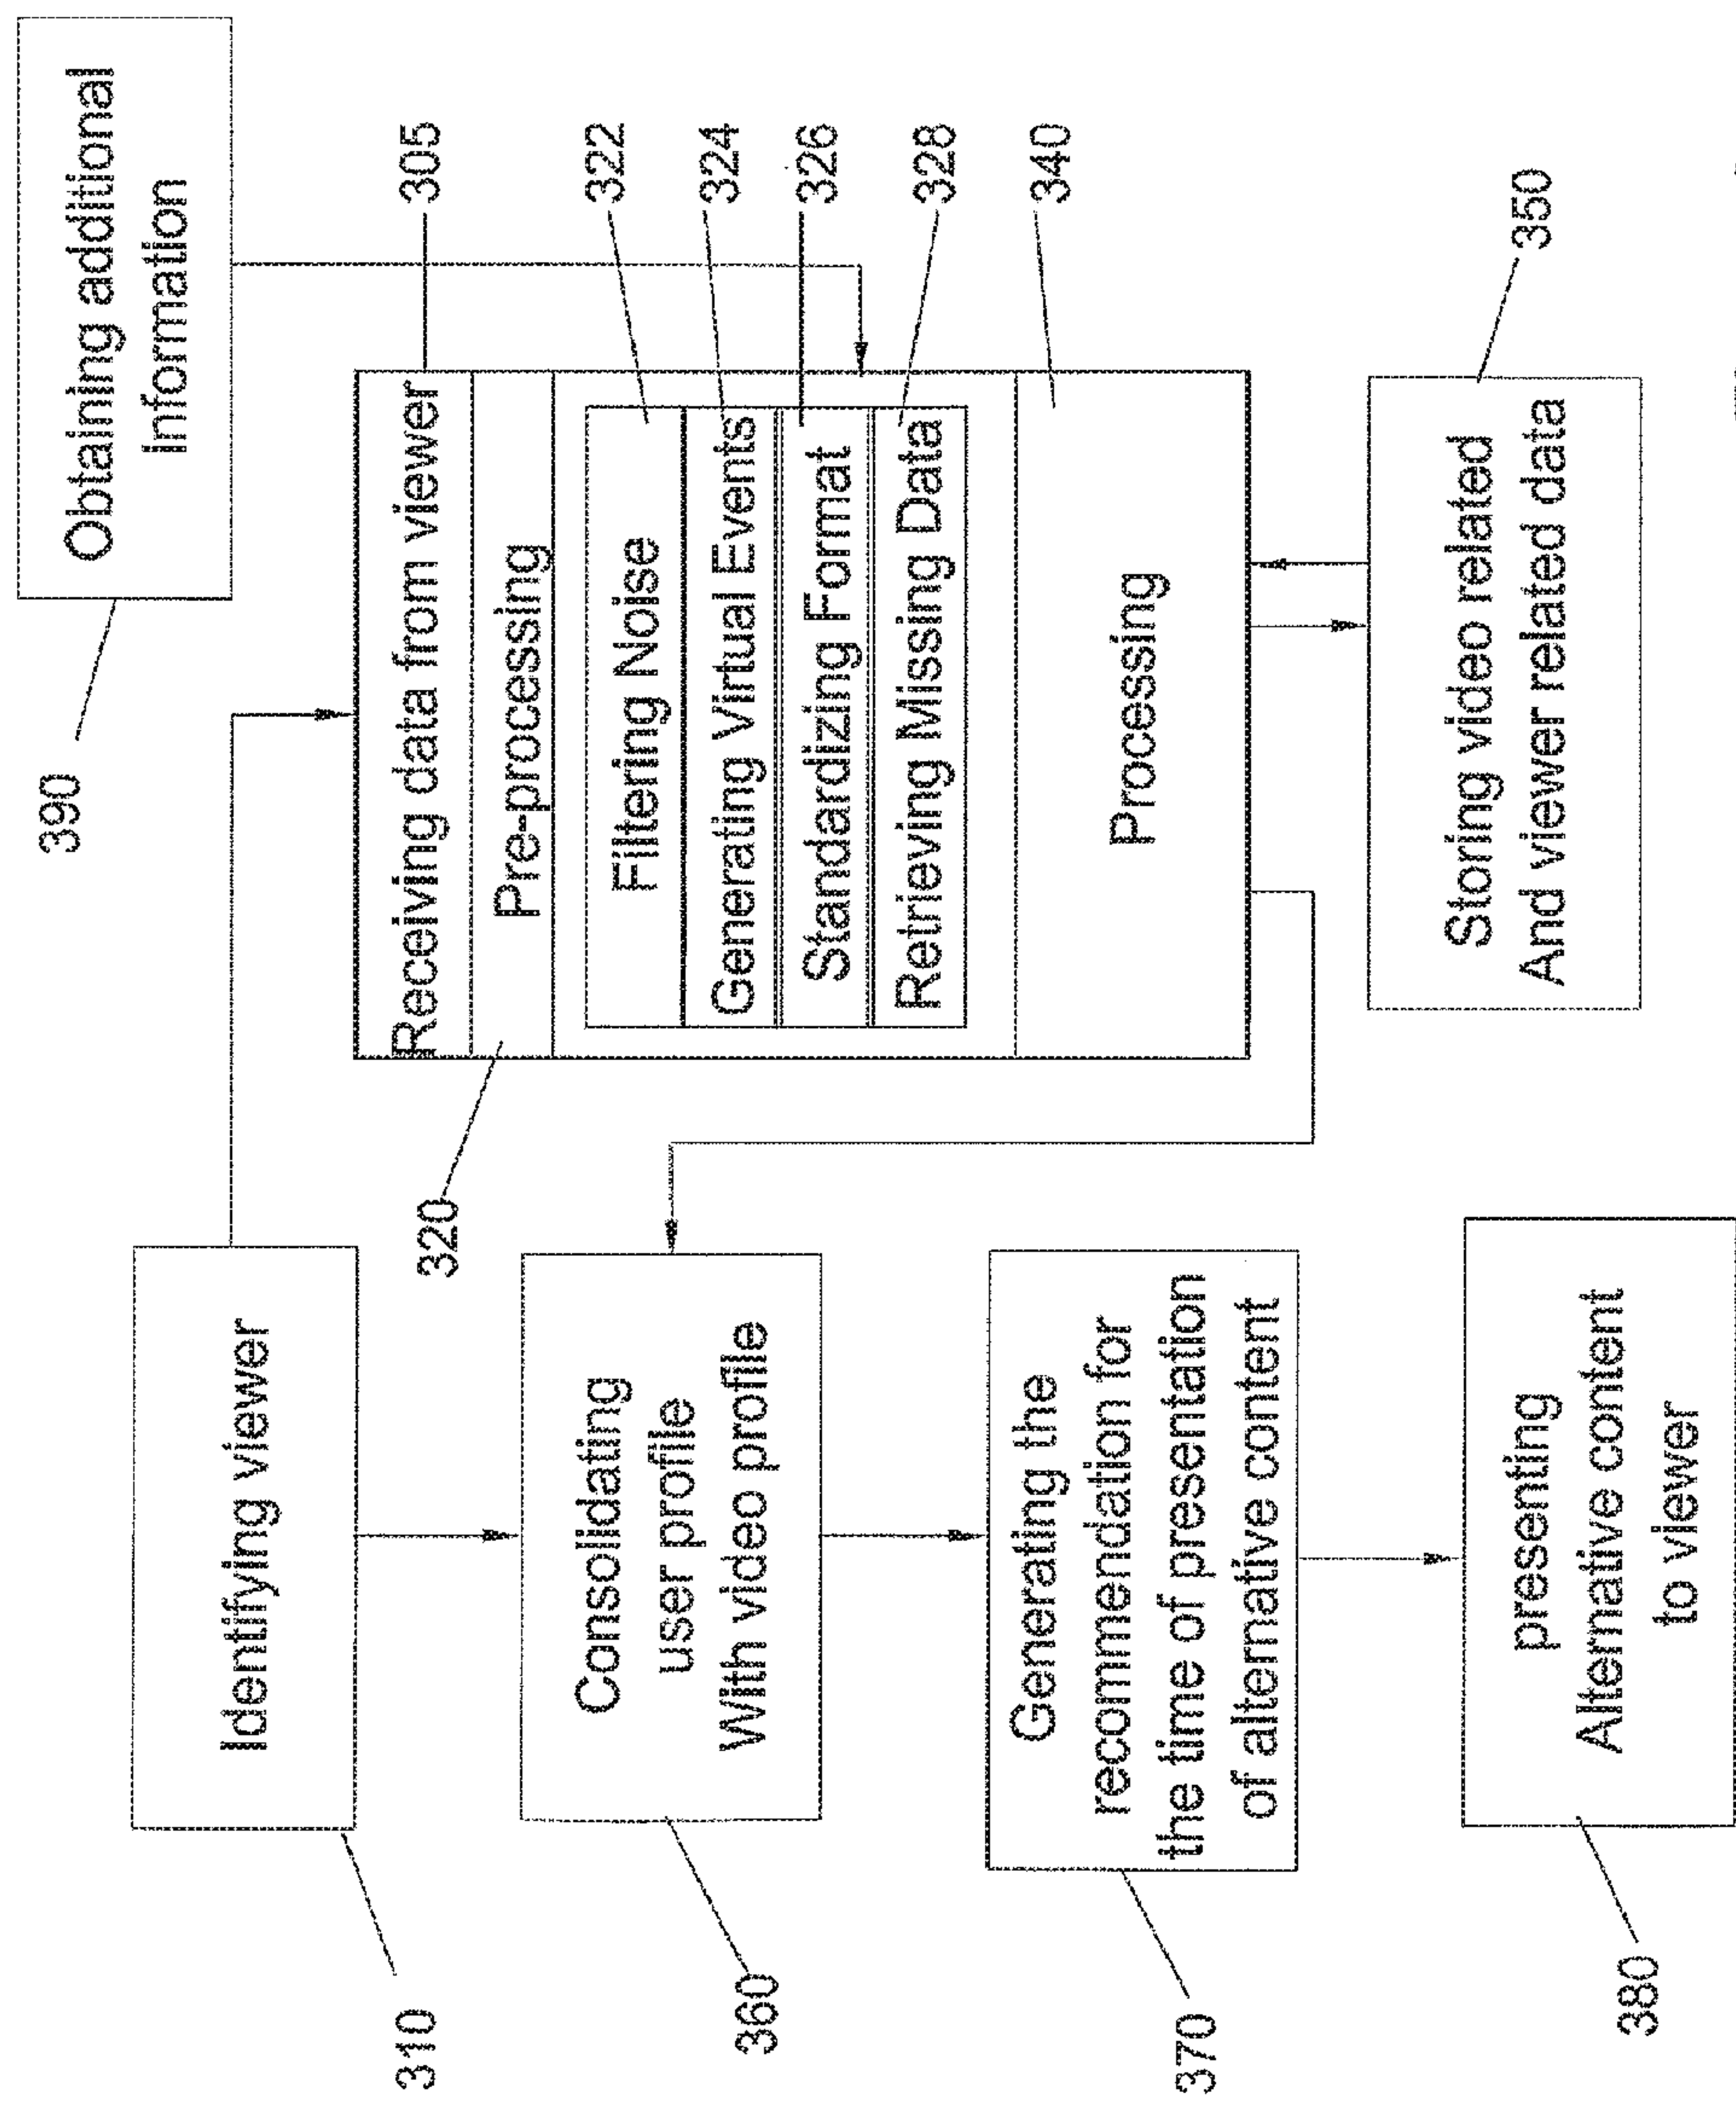 390
Obtaining additional
Information
310
Identifying viewer
Receiving data from viewer
305
320
Pre-processing
Filtering Noise
322
Generating Virtual Events
324
Standardizing Format
326
Retrieving Missing Data
328
Processing
340
360
Consolidating
user profile
With video profile
370
Generating the
recommendation for
the time of presentation
of alternative content
Storing video related
And viewer related data
350
380
presenting
Alternative content
to viewer